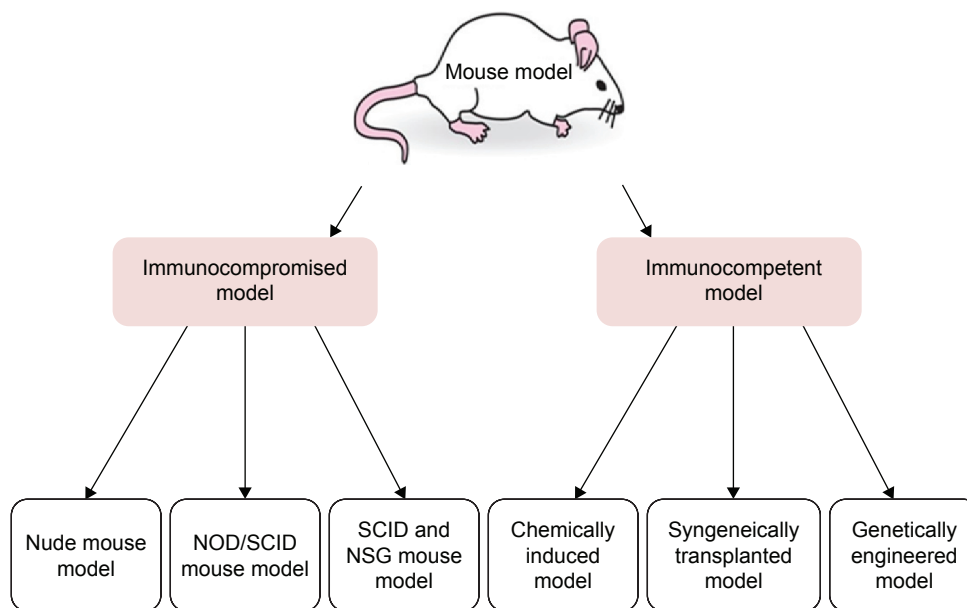 Mouse model
Immunocompromised
model
Immunocompetent
model
Nude mouse
model
NOD/SCID
mouse model
SCID and
NSG mouse
model
Chemically
induced
model
Syngeneically
transplanted
model
Genetically
engineered
model